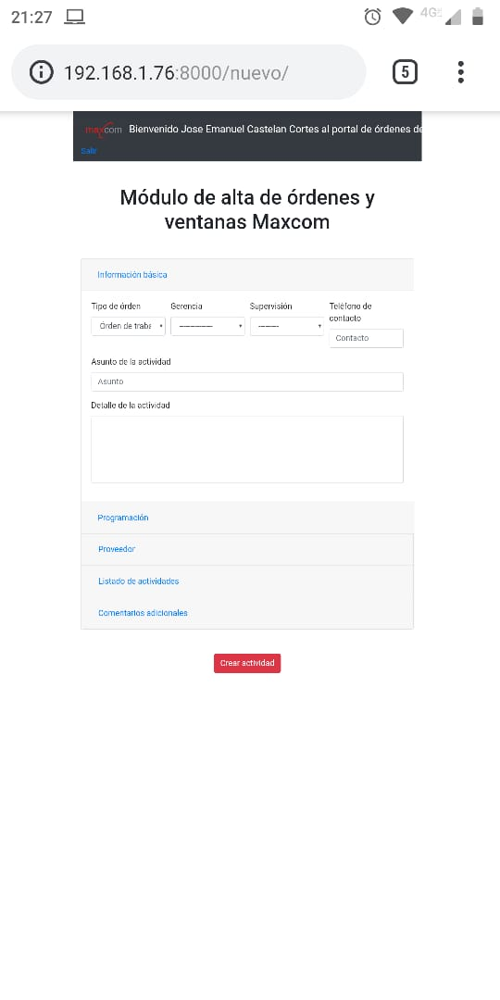 21:27
4G
192.168.1.76:8000/nuevo/
5
maxcom Bienvenido Jose Emanuel Castelan Cortes al portal de órdenes de
Salir
Módulo de alta de órdenes y
ventanas Maxcom
Información básica
Tipo de órden Gerencia Supervisión Teléfono de
contacto
Órden de traba --------------- --------- Contacto
Asunto de la actividad
Asunto
Detalle de la actividad
Programación
Proveedor
Listado de actividades
Comentarios adicionales
Crear actividad